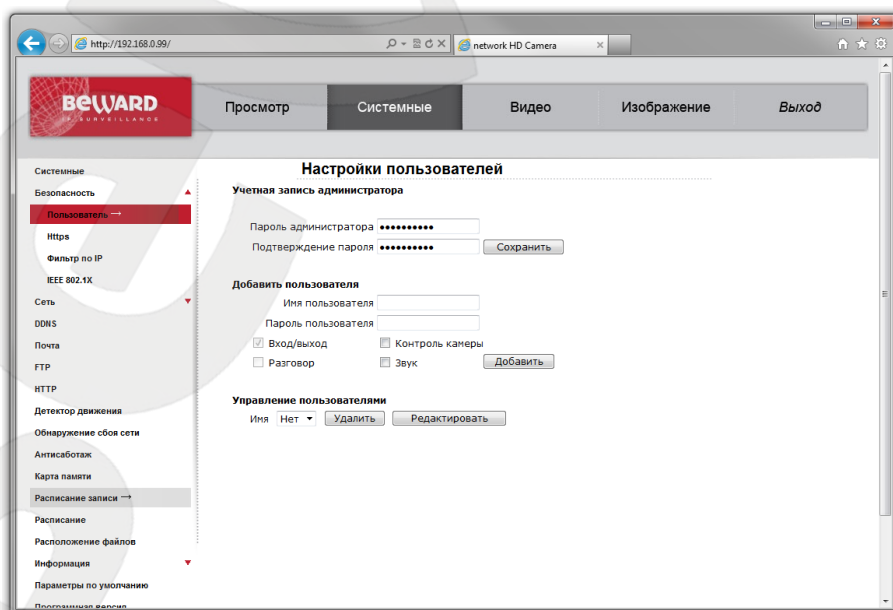 http://192.168.0.99/
network HD Camera
BEWARD
IP SURVEILLANCE
Просмотр
Системные
Видео
Изображение
Выход
Системные
Безопасность
Пользователь →
Https
Фильтр по IP
IEEE 802.1X
Сеть
DDNS
Почта
FTP
HTTP
Детектор движения
Обнаружение сбоя сети
Антисаботаж
Карта памяти
Расписание записи →
Расписание
Расположение файлов
Информация
Параметры по умолчанию
Программная версия
Настройки пользователей
Учетная запись администратора
Пароль администратора ••••••••••
Подтверждение пароля •••••••••• Сохранить
Добавить пользователя
Имя пользователя
Пароль пользователя
Вход/выход Контроль камеры
Разговор Звук Добавить
Управление пользователями
Имя Нет Удалить Редактировать